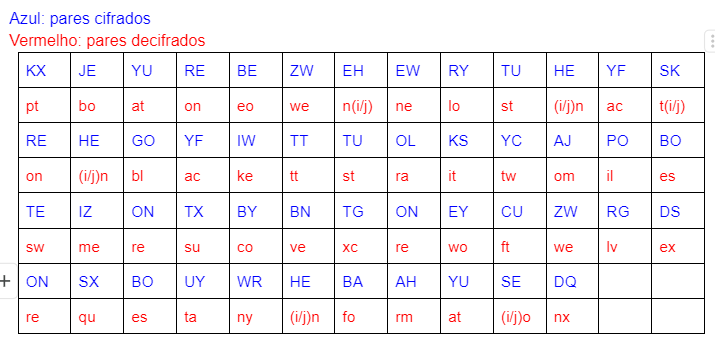 Azul: pares cifrados
Vermelho: pares decifrados
KX JE YU RE BE ZW EH EW RY TU HE YF SK
pt bo at on eo we n(i/j) ne lo st (i/j)n ac t(i/j)
RE HE GO YF IW TT TU OL KS YC AJ PO BO
on (i/j)n bl ac ke tt st ra it tw om il es
TE IZ ON TX BY BN TG ON EY CU ZW RG DS
sw me re su co ve xc re wo ft we lv ex
ON SX BO UY WR HE BA AH YU SE DQ
re qu es ta ny (i/j)n fo rm at (i/j)o nx